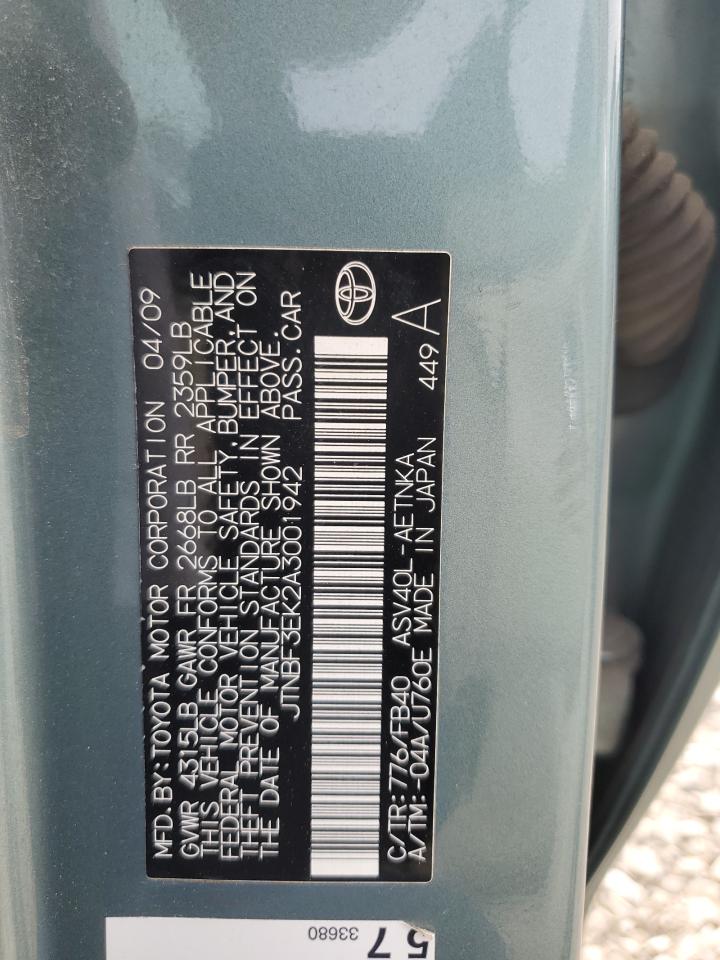 MFD.BY:TOYOTA MOTOR CORPORATION 04/09
GVWR 4315LB GAWR FR 2668LB RR 2359LB
THIS VEHICLE CONFORMS TO ALL APPLICABLE
FEDERAL MOTOR VEHICLE SAFETY, BUMPER, AND
THEFT PREVENTION STANDARDS IN EFFECT ON
THE DATE OF MANUFACTURE SHOWN ABOVE.
JTNBF3EK2A3001942 PASS.CAR
C/TR:776/FB40 ASV40L-AETNKA 449 A
A/TM:-04A/U760E MADE IN JAPAN
33680
57